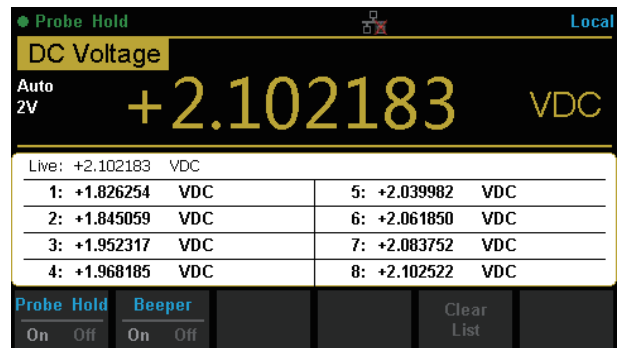 Probe Hold Local
DC Voltage
Auto
2V
+2.102183 VDC
Live: +2.102183 VDC
1: +1.826254 VDC 5: +2.039982 VDC
2: +1.845059 VDC 6: +2.061850 VDC
3: +1.952317 VDC 7: +2.083752 VDC
4: +1.968185 VDC 8: +2.102522 VDC
Probe Hold Beeper Clear
On Off On Off List